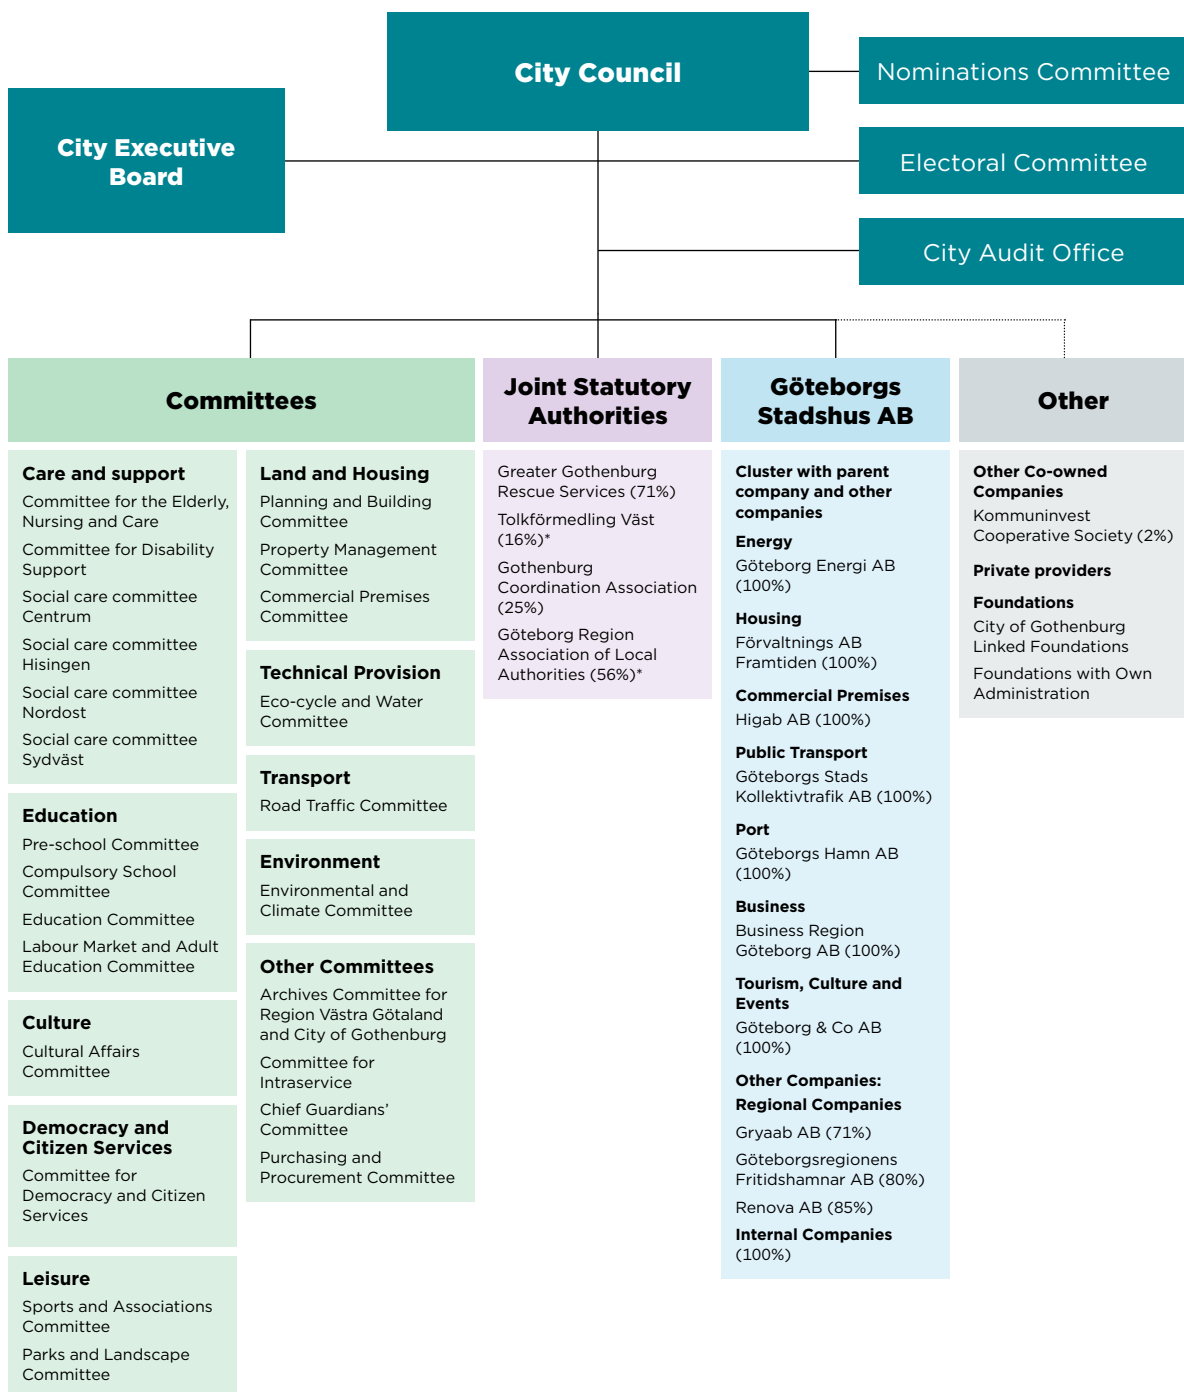 City Council
Nominations Committee
City Executive
Board
Electoral Committee
City Audit Office
Committees
Care and support
Committee for the Elderly,
Nursing and Care
Committee for Disability
Support
Social care committee
Centrum
Social care committee
Hisingen
Social care committee
Nordost
Social care committee
Sydväst
Education
Pre-school Committee
Compulsory School
Committee
Education Committee
Labour Market and Adult
Education Committee
Culture
Cultural Affairs
Committee
Democracy and
Citizen Services
Committee for
Democracy and Citizen
Services
Leisure
Sports and Associations
Committee
Parks and Landscape
Committee
Land and Housing
Planning and Building
Committee
Property Management
Committee
Commercial Premises
Committee
Technical Provision
Eco-cycle and Water
Committee
Transport
Road Traffic Committee
Environment
Environmental and
Climate Committee
Other Committees
Archives Committee for
Region Västra Götaland
and City of Gothenburg
Committee for
Intraservice
Chief Guardians’
Committee
Purchasing and
Procurement Committee
Joint Statutory
Authorities
Greater Gothenburg
Rescue Services (71%)
Tolkförmedling Väst
(16%)*
Gothenburg
Coordination Association
(25%)
Göteborg Region
Association of Local
Authorities (56%)*
Göteborgs
Stadshus AB
Cluster with parent
company and other
companies
Energy
Göteborg Energi AB
(100%)
Housing
Förvaltnings AB
Framtiden (100%)
Commercial Premises
Higab AB (100%)
Public Transport
Göteborgs Stads
Kollektivtrafik AB (100%)
Port
Göteborgs Hamn AB
(100%)
Business
Business Region
Göteborg AB (100%)
Tourism, Culture and
Events
Göteborg & Co AB
(100%)
Other Companies:
Regional Companies
Gryaab AB (71%)
Göteborgsregionens
Fritidshamnar AB (80%)
Renova AB (85%)
Internal Companies
(100%)
Other
Other Co-owned
Companies
Kommuninvest
Cooperative Society (2%)
Private providers
Foundations
City of Gothenburg
Linked Foundations
Foundations with Own
Administration